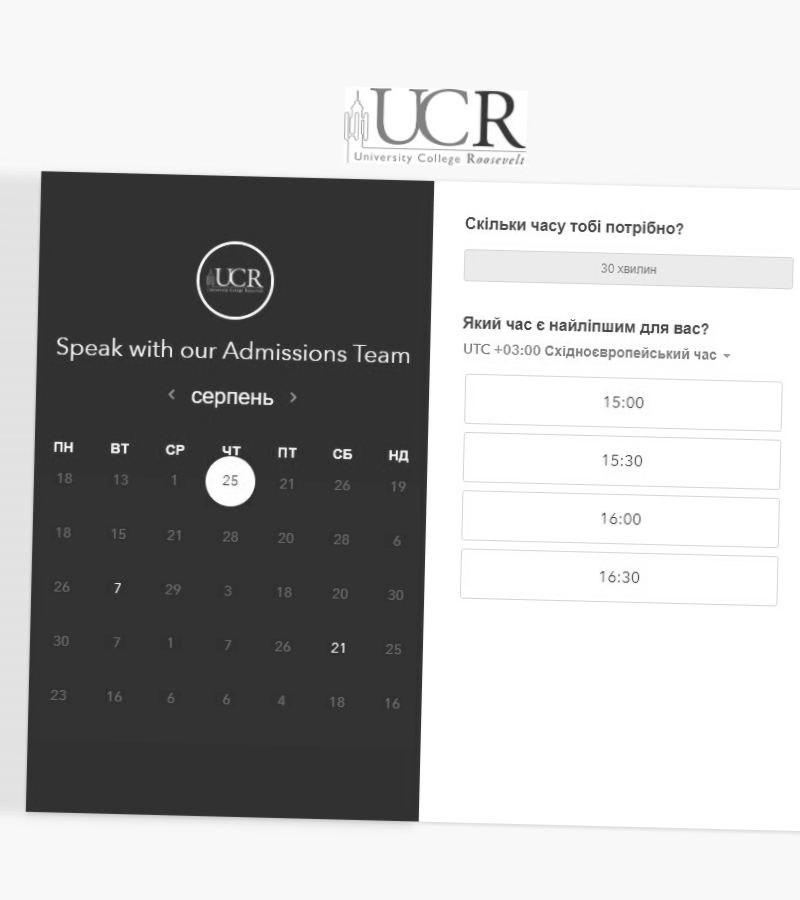 UCR
University College Roosevelt
UCR
Speak with our Admissions Team
серпень
ПН ВТ СР ЧТ ПТ СБ НД
18 13 1 25 21 26 19
18 15 21 28 20 28 6
26 7 29 3 18 20 30
30 7 1 7 26 21 25
23 16 6 6 4 18 16
Скільки часу тобі потрібно?
30 хвилин
Який час є найліпшим для вас?
UTC +03:00 Східноєвропейський час
15:00
15:30
16:00
16:30